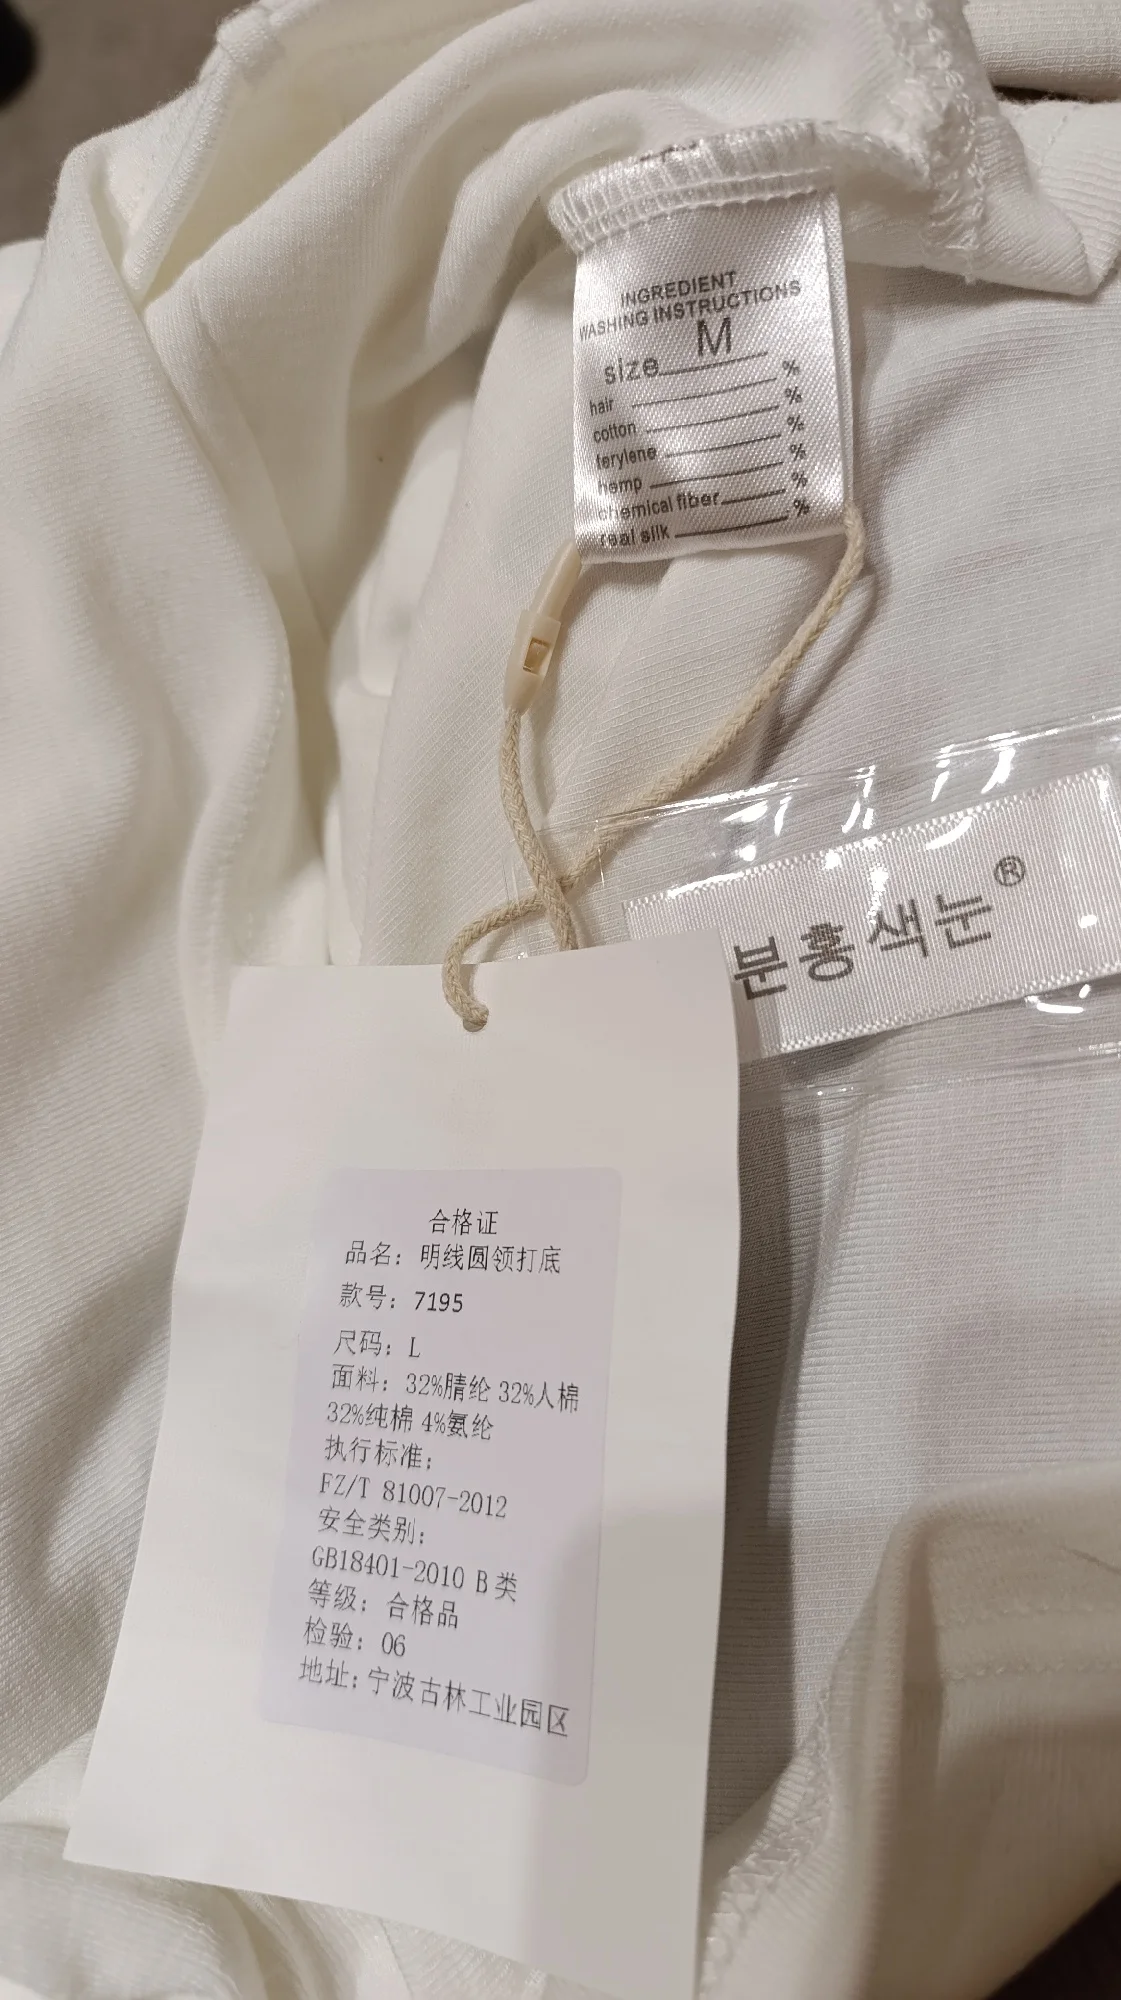 INGREDIENT
WASHING INSTRUCTIONS
size M
hair %
cotton %
terylene %
hemp %
chemical fiber %
real silk %
분홍색눈®
合格证
品名：明线圆领打底
款号：7195
尺码：L
面料：32%腈纶 32%人棉
32%纯棉 4%氨纶
执行标准：
FZ/T 81007-2012
安全类别：
GB18401-2010 B类
等级：合格品
检验：06
地址：宁波古林工业园区